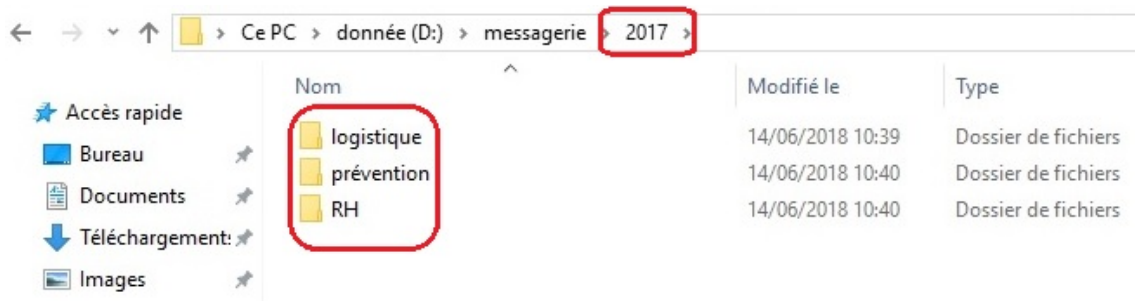 Ce PC > donnée (D:) > messagerie > 2017 >
Nom Modifié le Type
Accès rapide
Bureau
Documents
Téléchargement:
Images
logistique 14/06/2018 10:39 Dossier de fichiers
prévention 14/06/2018 10:40 Dossier de fichiers
RH 14/06/2018 10:40 Dossier de fichiers